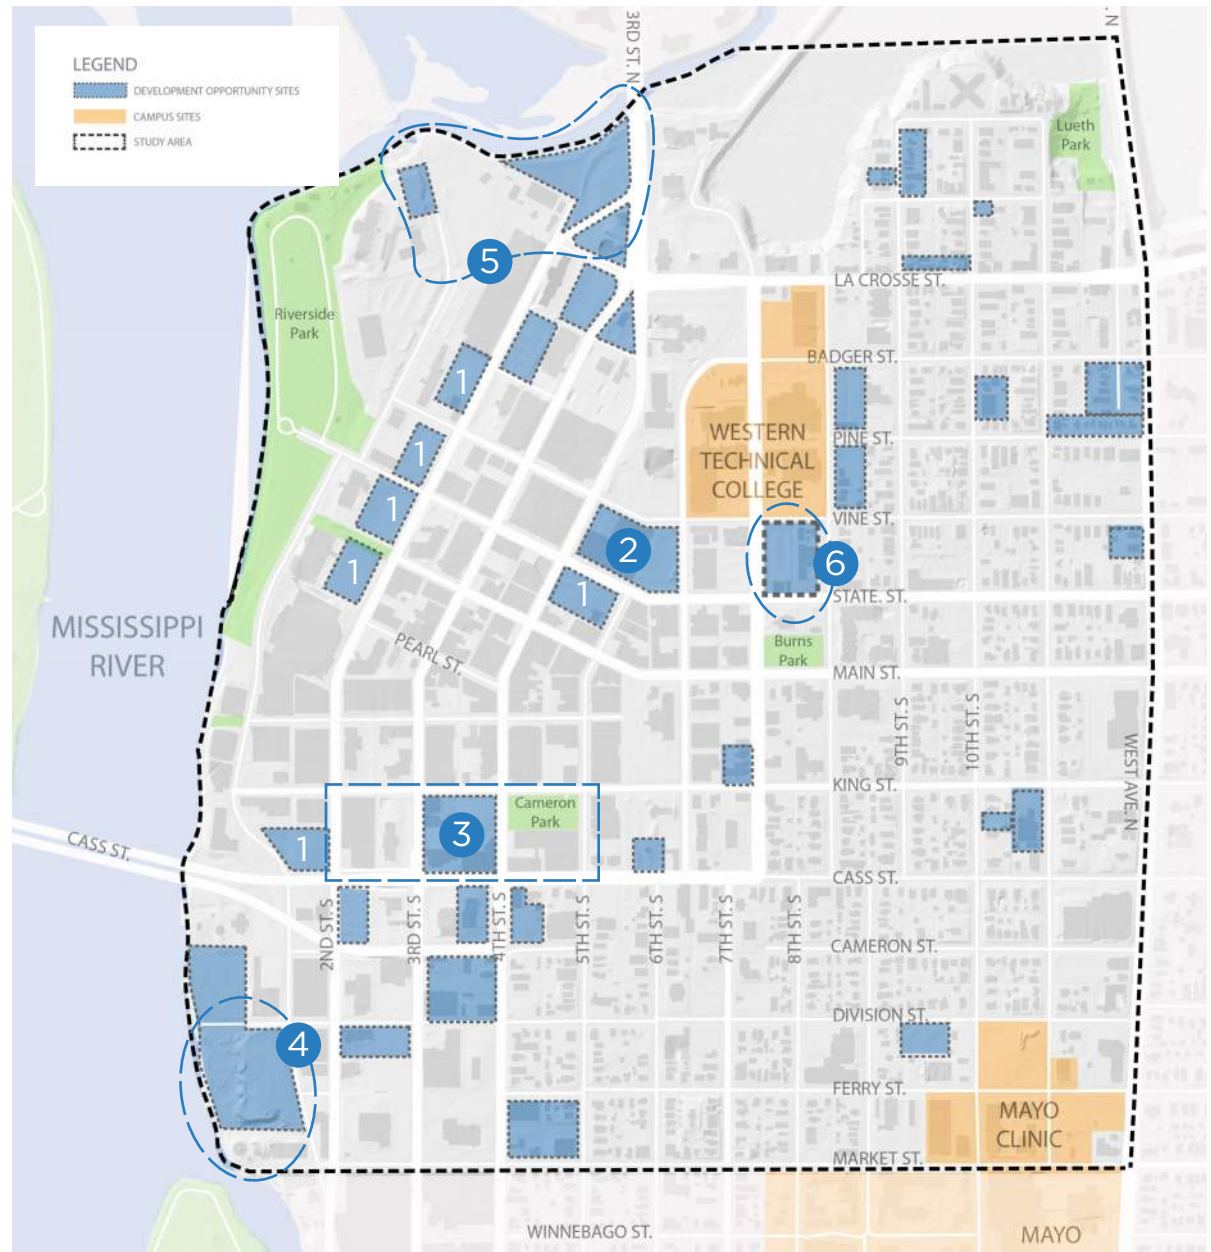 3RD ST. N
. N
LEGEND
DEVELOPMENT OPPORTUNITY SITES
CAMPUS SITES
STUDY AREA
Lueth
Park
5
LA CROSSE ST.
Riverside
Park
BADGER ST.
1
WESTERN
TECHNICAL
COLLEGE
PINE ST.
1
1
VINE ST.
2
6
1
1
STATE. ST.
MISSISSIPPI
RIVER
PEARL ST.
Burns
Park
MAIN ST.
9TH ST. S
10TH ST. S
WEST AVE. N
KING ST.
Cameron
Park
3
1
CASS ST.
CASS ST.
2ND ST. S
3RD ST. S
4TH ST. S
5TH ST. S
6TH ST. S
7TH ST. S
8TH ST. S
CAMERON ST.
DIVISION ST.
4
FERRY ST.
MAYO
CLINIC
MARKET ST.
WINNEBAGO ST.
MAYO